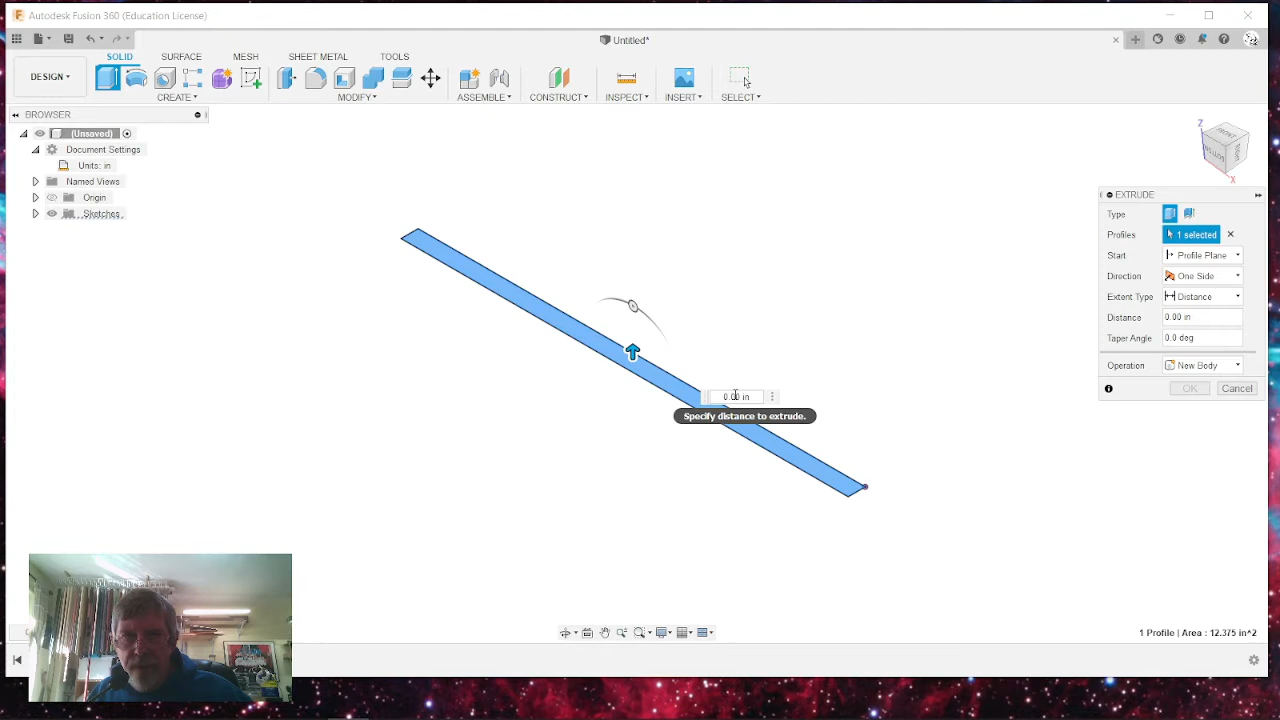 Autodesk Fusion 360 (Education License)
Untitled*
SOLID SURFACE MESH SHEET METAL TOOLS
DESIGN
CREATE MODIFY ASSEMBLE CONSTRUCT INSPECT INSERT SELECT
BROWSER
(Unsaved)
Document Settings
Units: in
Named Views
Origin
Sketches
Z
FRONT
BOTTOM
X
EXTRUDE
Type
Profiles 1 selected
Start Profile Plane
Direction One Side
Extent Type Distance
Distance 0.00 in
Taper Angle 0.0 deg
Operation New Body
OK Cancel
0.00 in
Specify distance to extrude.
1 Profile | Area : 12.375 in^2